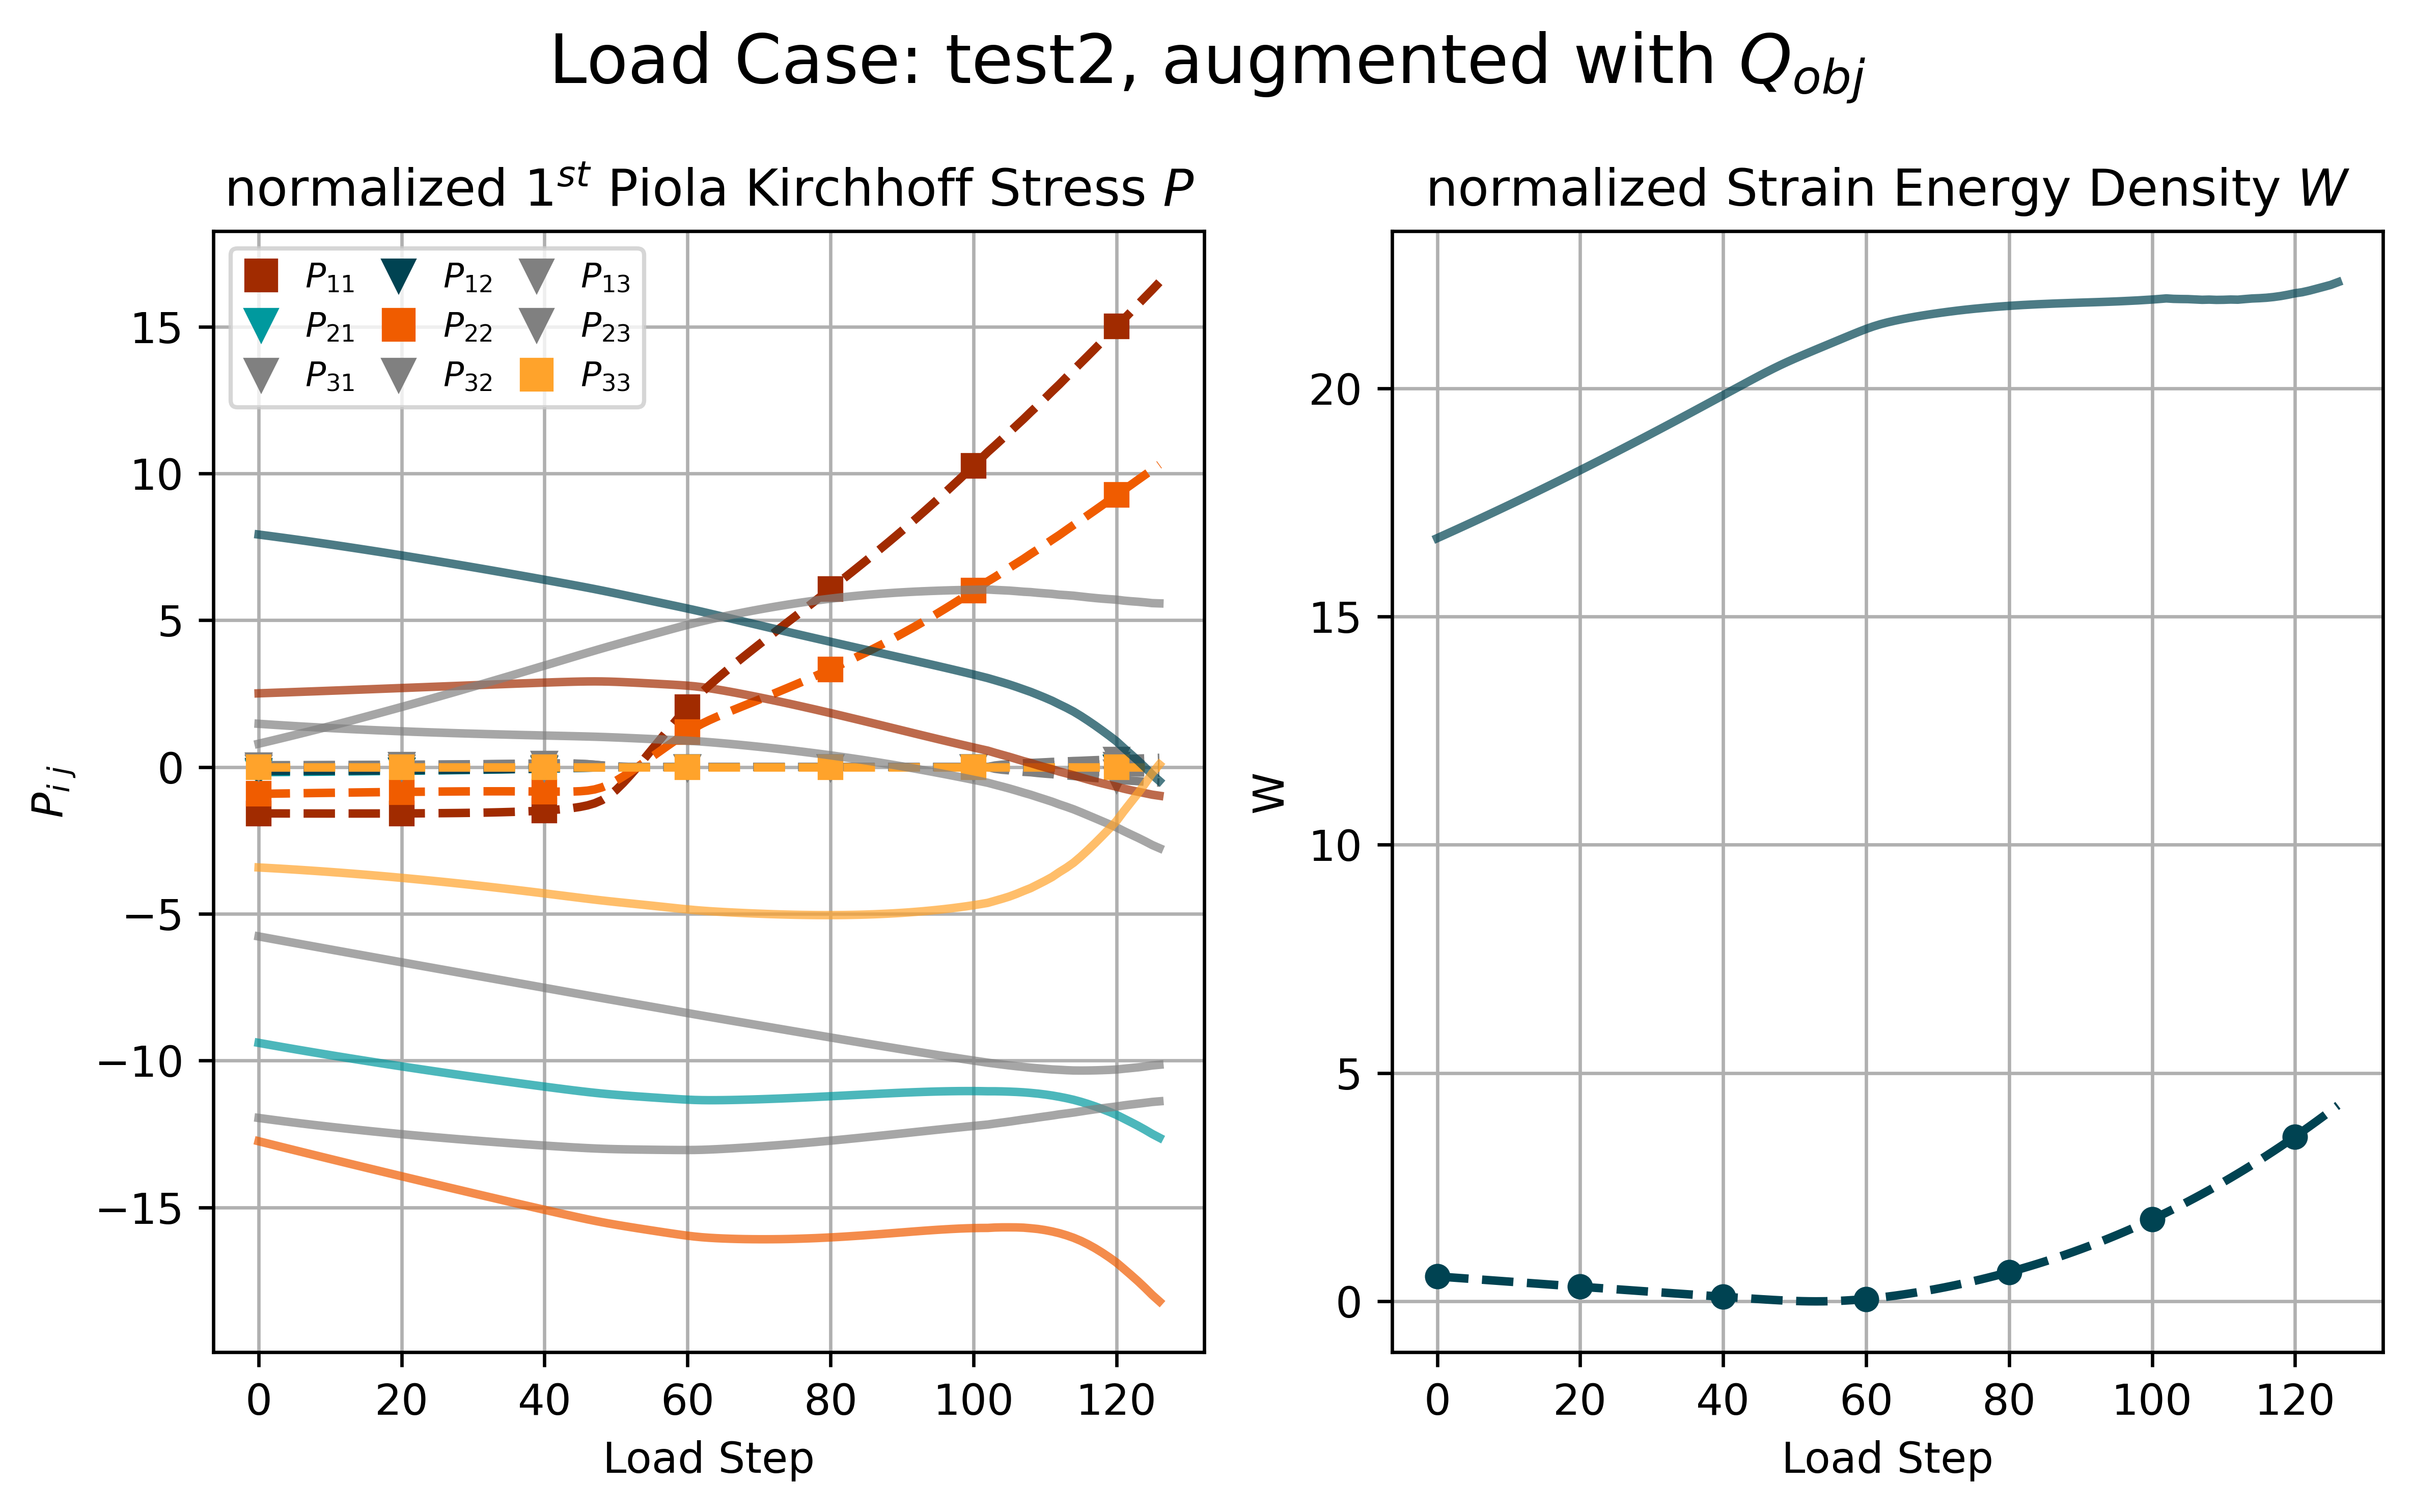 Load Case: test2, augmented with Q_obj
normalized 1^st Piola Kirchhoff Stress P
P_11 P_12 P_13
P_21 P_22 P_23
P_31 P_32 P_33
15
10
5
0
−5
−10
−15
P_i j
0 20 40 60 80 100 120
Load Step
normalized Strain Energy Density W
20
15
10
5
0
W
0 20 40 60 80 100 120
Load Step